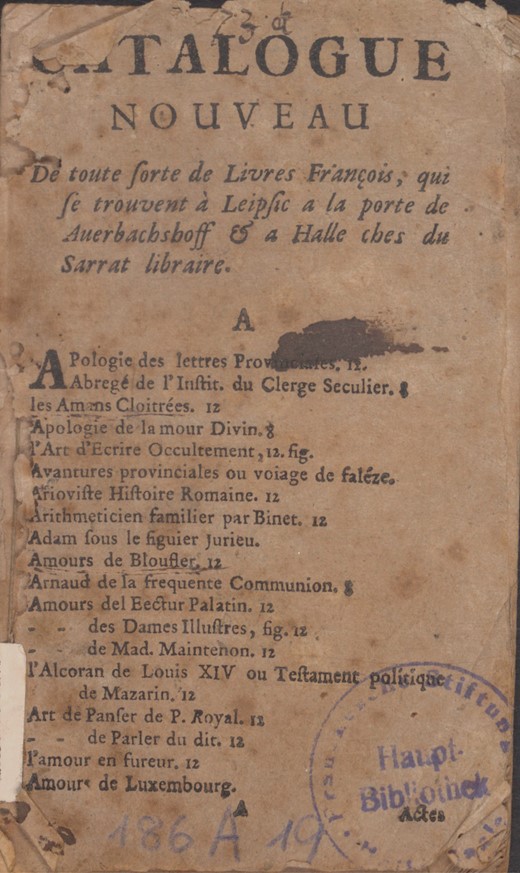 CATALOGUE
NOUVEAU
De toute ſorte de Livres François, qui
ſe trouvent à Leipſic a la porte de
Auerbachshoff & a Halle ches du
Sarrat libraire.
A
APologie des lettres Provinciales. 12.
Abregé de l'Inſtit. du Clerge Seculier. 8
les Amans Cloitrées. 12
Apologie de lamour Divin. 8
l'Art d'Ecrire Occultement, 12. fig.
Avantures provinciales ou voiage de faléze.
Arioviſte Hiſtoire Romaine. 12
Arithmeticien familier par Binet. 12
Adam ſous le figuier Jurieu.
Amours de Blouſler. 12
Arnaud de ſa frequente Communion. 8
Amours del Eectur Palatin. 12
- - des Dames Illuſtres, fig. 12
- - de Mad. Maintenon. 12
l'Alcoran de Louis XIV ou Teſtament politique
de Mazarin. 12
Art de Panſer de P. Royal. 12
- - de Parler du dit. 12
l'amour en fureur. 12
Amours de Luxembourg.
A
Actes
Haupt-
Bibliothek
186 A 19